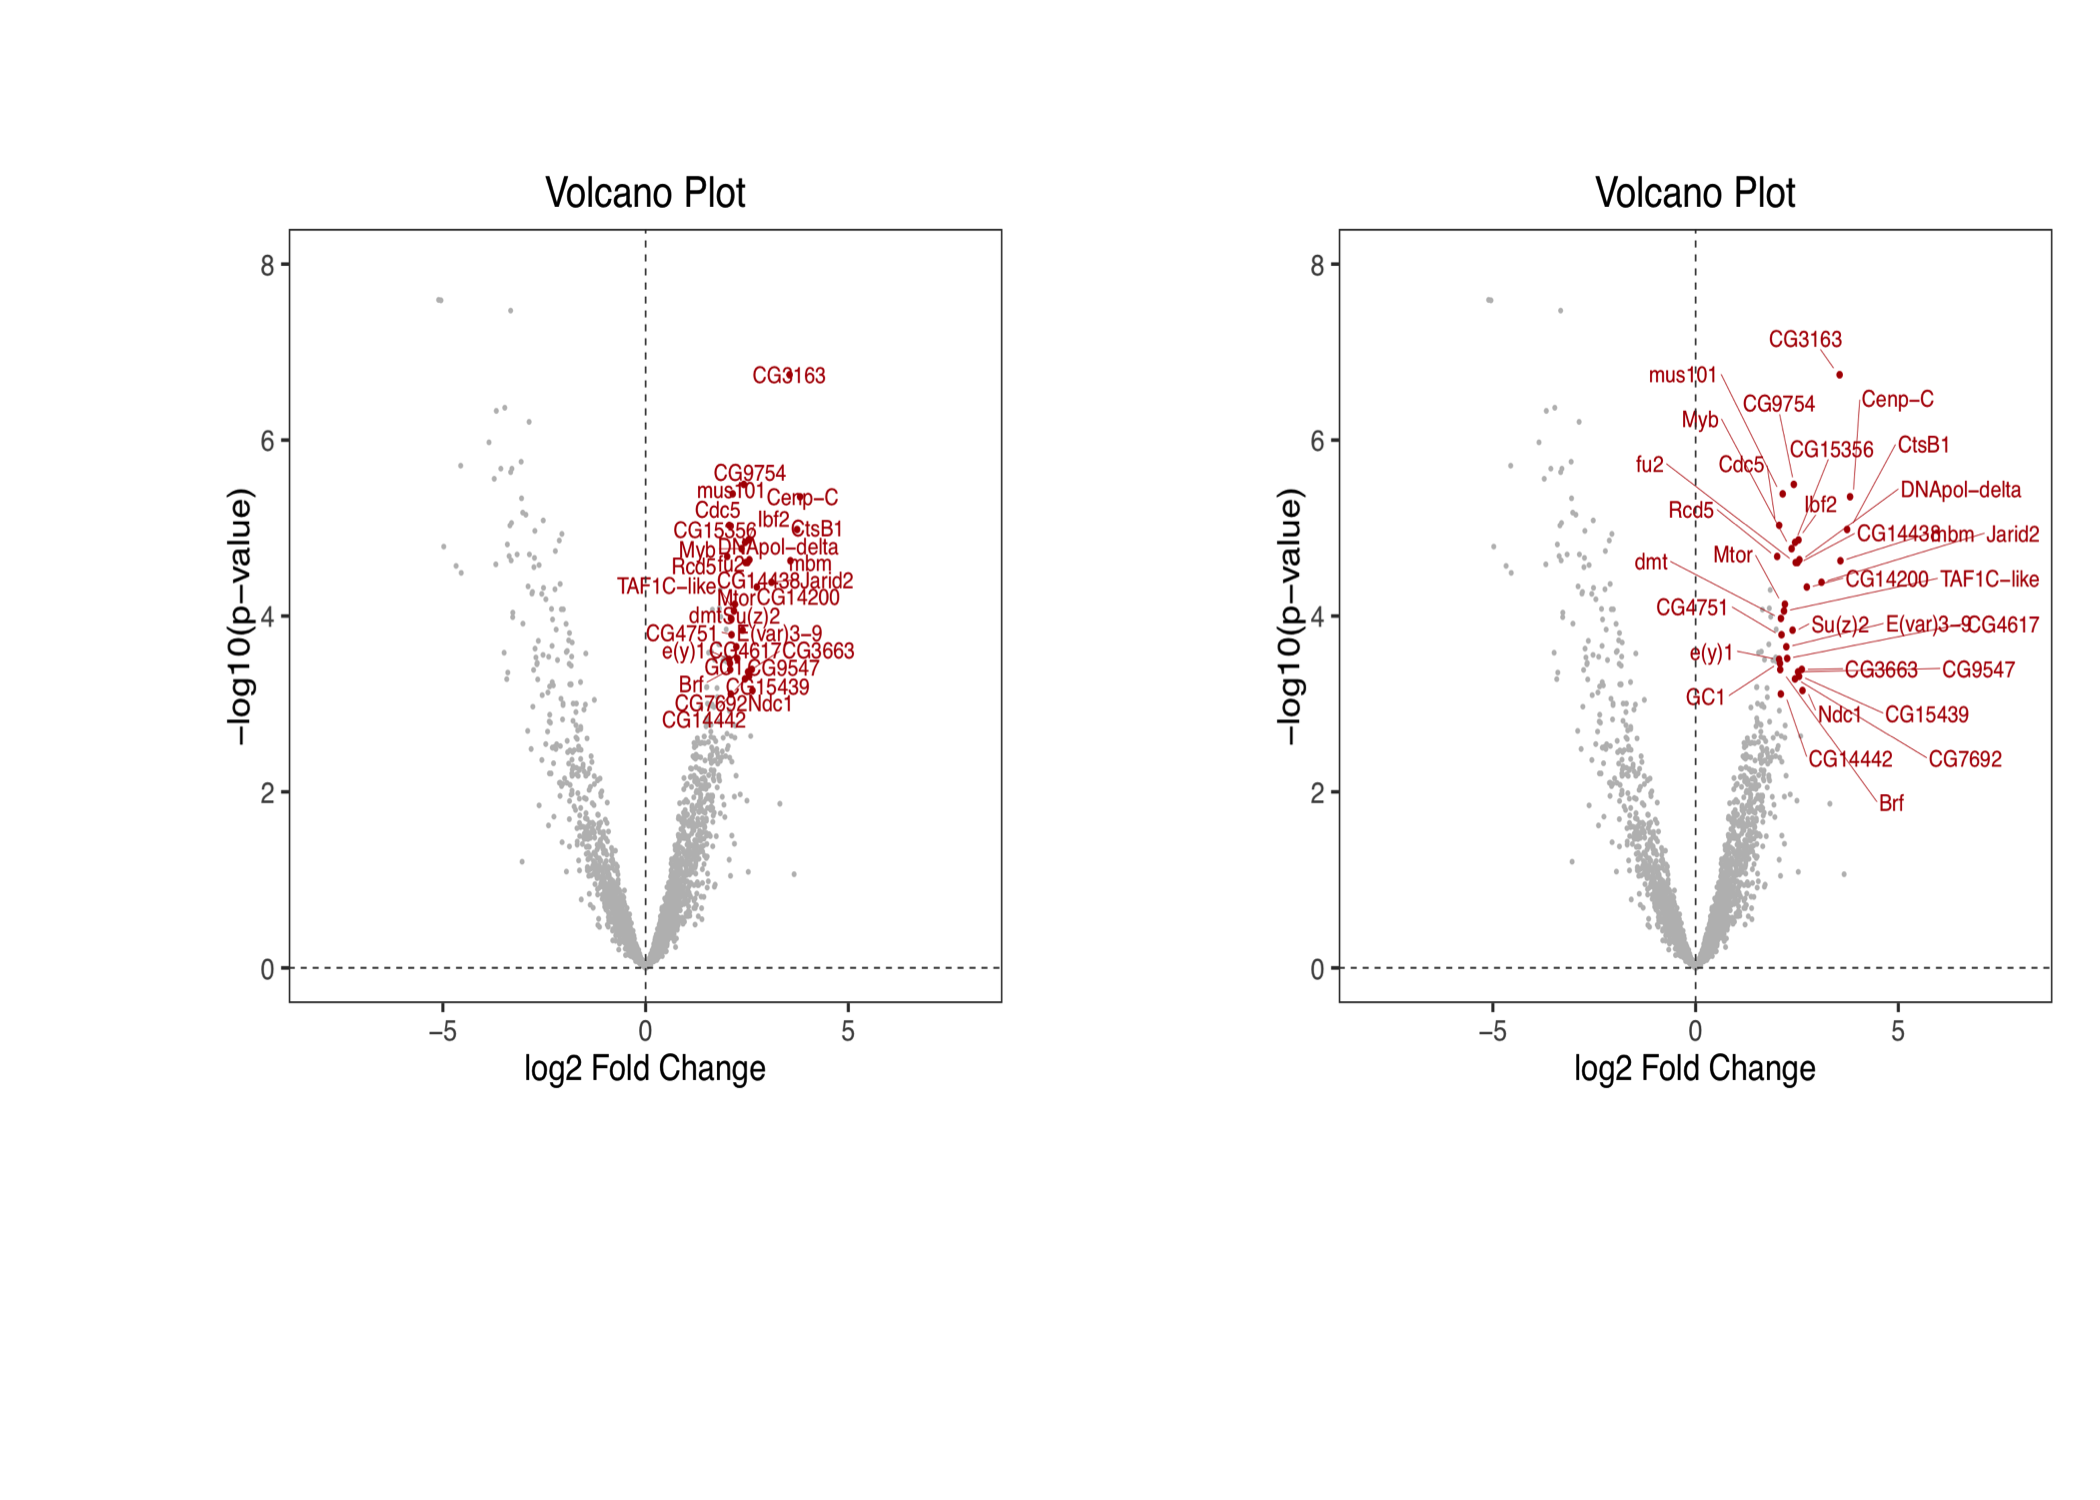 Volcano Plot
8
6
4
2
0
−5
0
5
log2 Fold Change
−log10(p−value)
CG3163
CG9754
mus101
Cenp−C
Cdc5
Ibf2
CG15356
CtsB1
Myb
DNApol−delta
Rcd5
fu2
mbm
TAF1C−like
CG14438
Jarid2
Mtor
CG14200
dmt
Su(z)2
CG4751
E(var)3−9
e(y)1
CG4617
CG3663
GC1
CG9547
Brf
CG15439
CG7692
Ndc1
CG14442
Volcano Plot
8
6
4
2
0
−5
0
5
log2 Fold Change
−log10(p−value)
CG3163
mus101
CG9754
Cenp−C
Myb
CG15356
CtsB1
fu2
Cdc5
DNApol−delta
Rcd5
Ibf2
CG14438
mbm
Jarid2
Mtor
dmt
CG14200
TAF1C−like
CG4751
Su(z)2
E(var)3−9
CG4617
e(y)1
CG3663
CG9547
GC1
Ndc1
CG15439
CG14442
CG7692
Brf